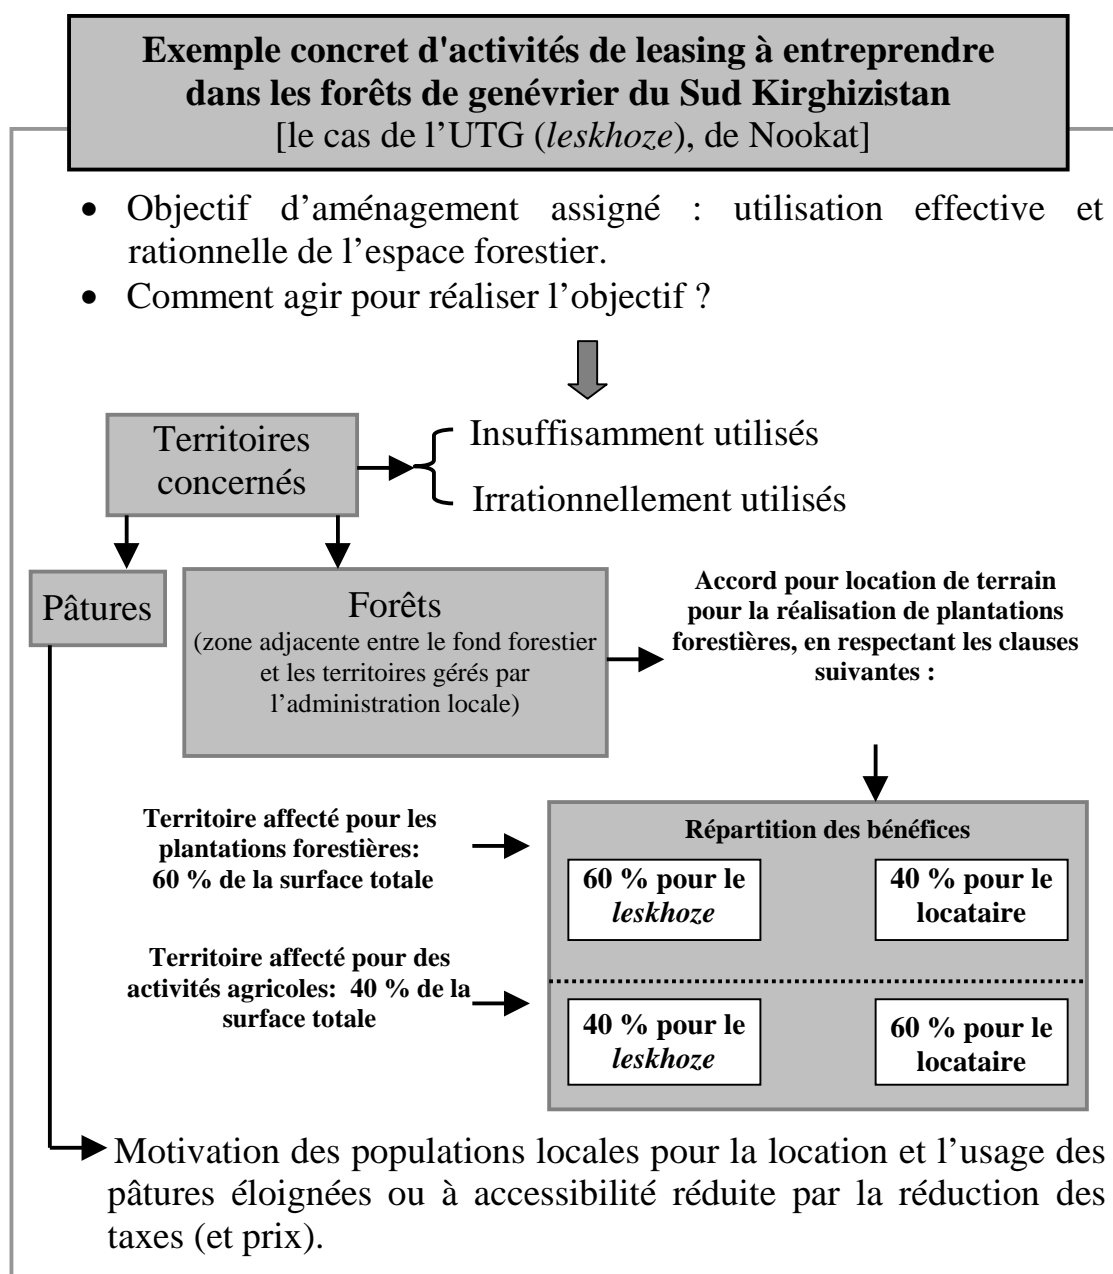 Exemple concret d'activités de leasing à entreprendre
dans les forêts de genévrier du Sud Kirghizistan
[le cas de l’UTG (leskhoze), de Nookat]
• Objectif d’aménagement assigné : utilisation effective et
rationnelle de l’espace forestier.
• Comment agir pour réaliser l’objectif ?
Territoires
concernés
Insuffisamment utilisés
Irrationnellement utilisés
Pâtures
Forêts
(zone adjacente entre le fond forestier
et les territoires gérés par
l’administration locale)
Accord pour location de terrain
pour la réalisation de plantations
forestières, en respectant les clauses
suivantes :
Territoire affecté pour les
plantations forestières:
60 % de la surface totale
Répartition des bénéfices
60 % pour le
leskhoze
40 % pour le
locataire
Territoire affecté pour des
activités agricoles: 40 % de la
surface totale
40 % pour le
leskhoze
60 % pour le
locataire
Motivation des populations locales pour la location et l’usage des
pâtures éloignées ou à accessibilité réduite par la réduction des
taxes (et prix).